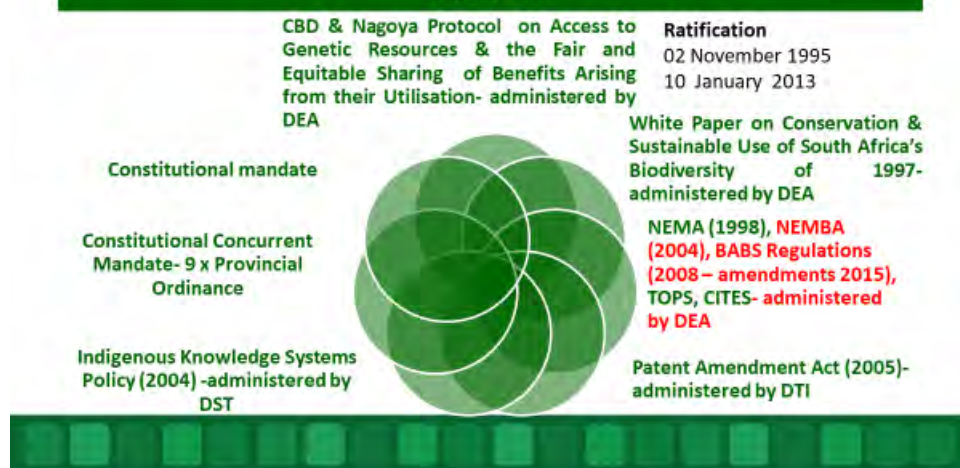 CBD & Nagoya Protocol on Access to
Genetic Resources & the Fair and
Equitable Sharing of Benefits Arising
from their Utilisation- administered by
DEA
Ratification
02 November 1995
10 January 2013
White Paper on Conservation &
Sustainable Use of South Africa's
Biodiversity of 1997-
administered by DEA
Constitutional mandate
NEMA (1998), NEMBA
(2004), BABS Regulations
(2008 – amendments 2015),
TOPS, CITES- administered
by DEA
Constitutional Concurrent
Mandate- 9 x Provincial
Ordinance
Indigenous Knowledge Systems
Policy (2004) -administered by
DST
Patent Amendment Act (2005)-
administered by DTI